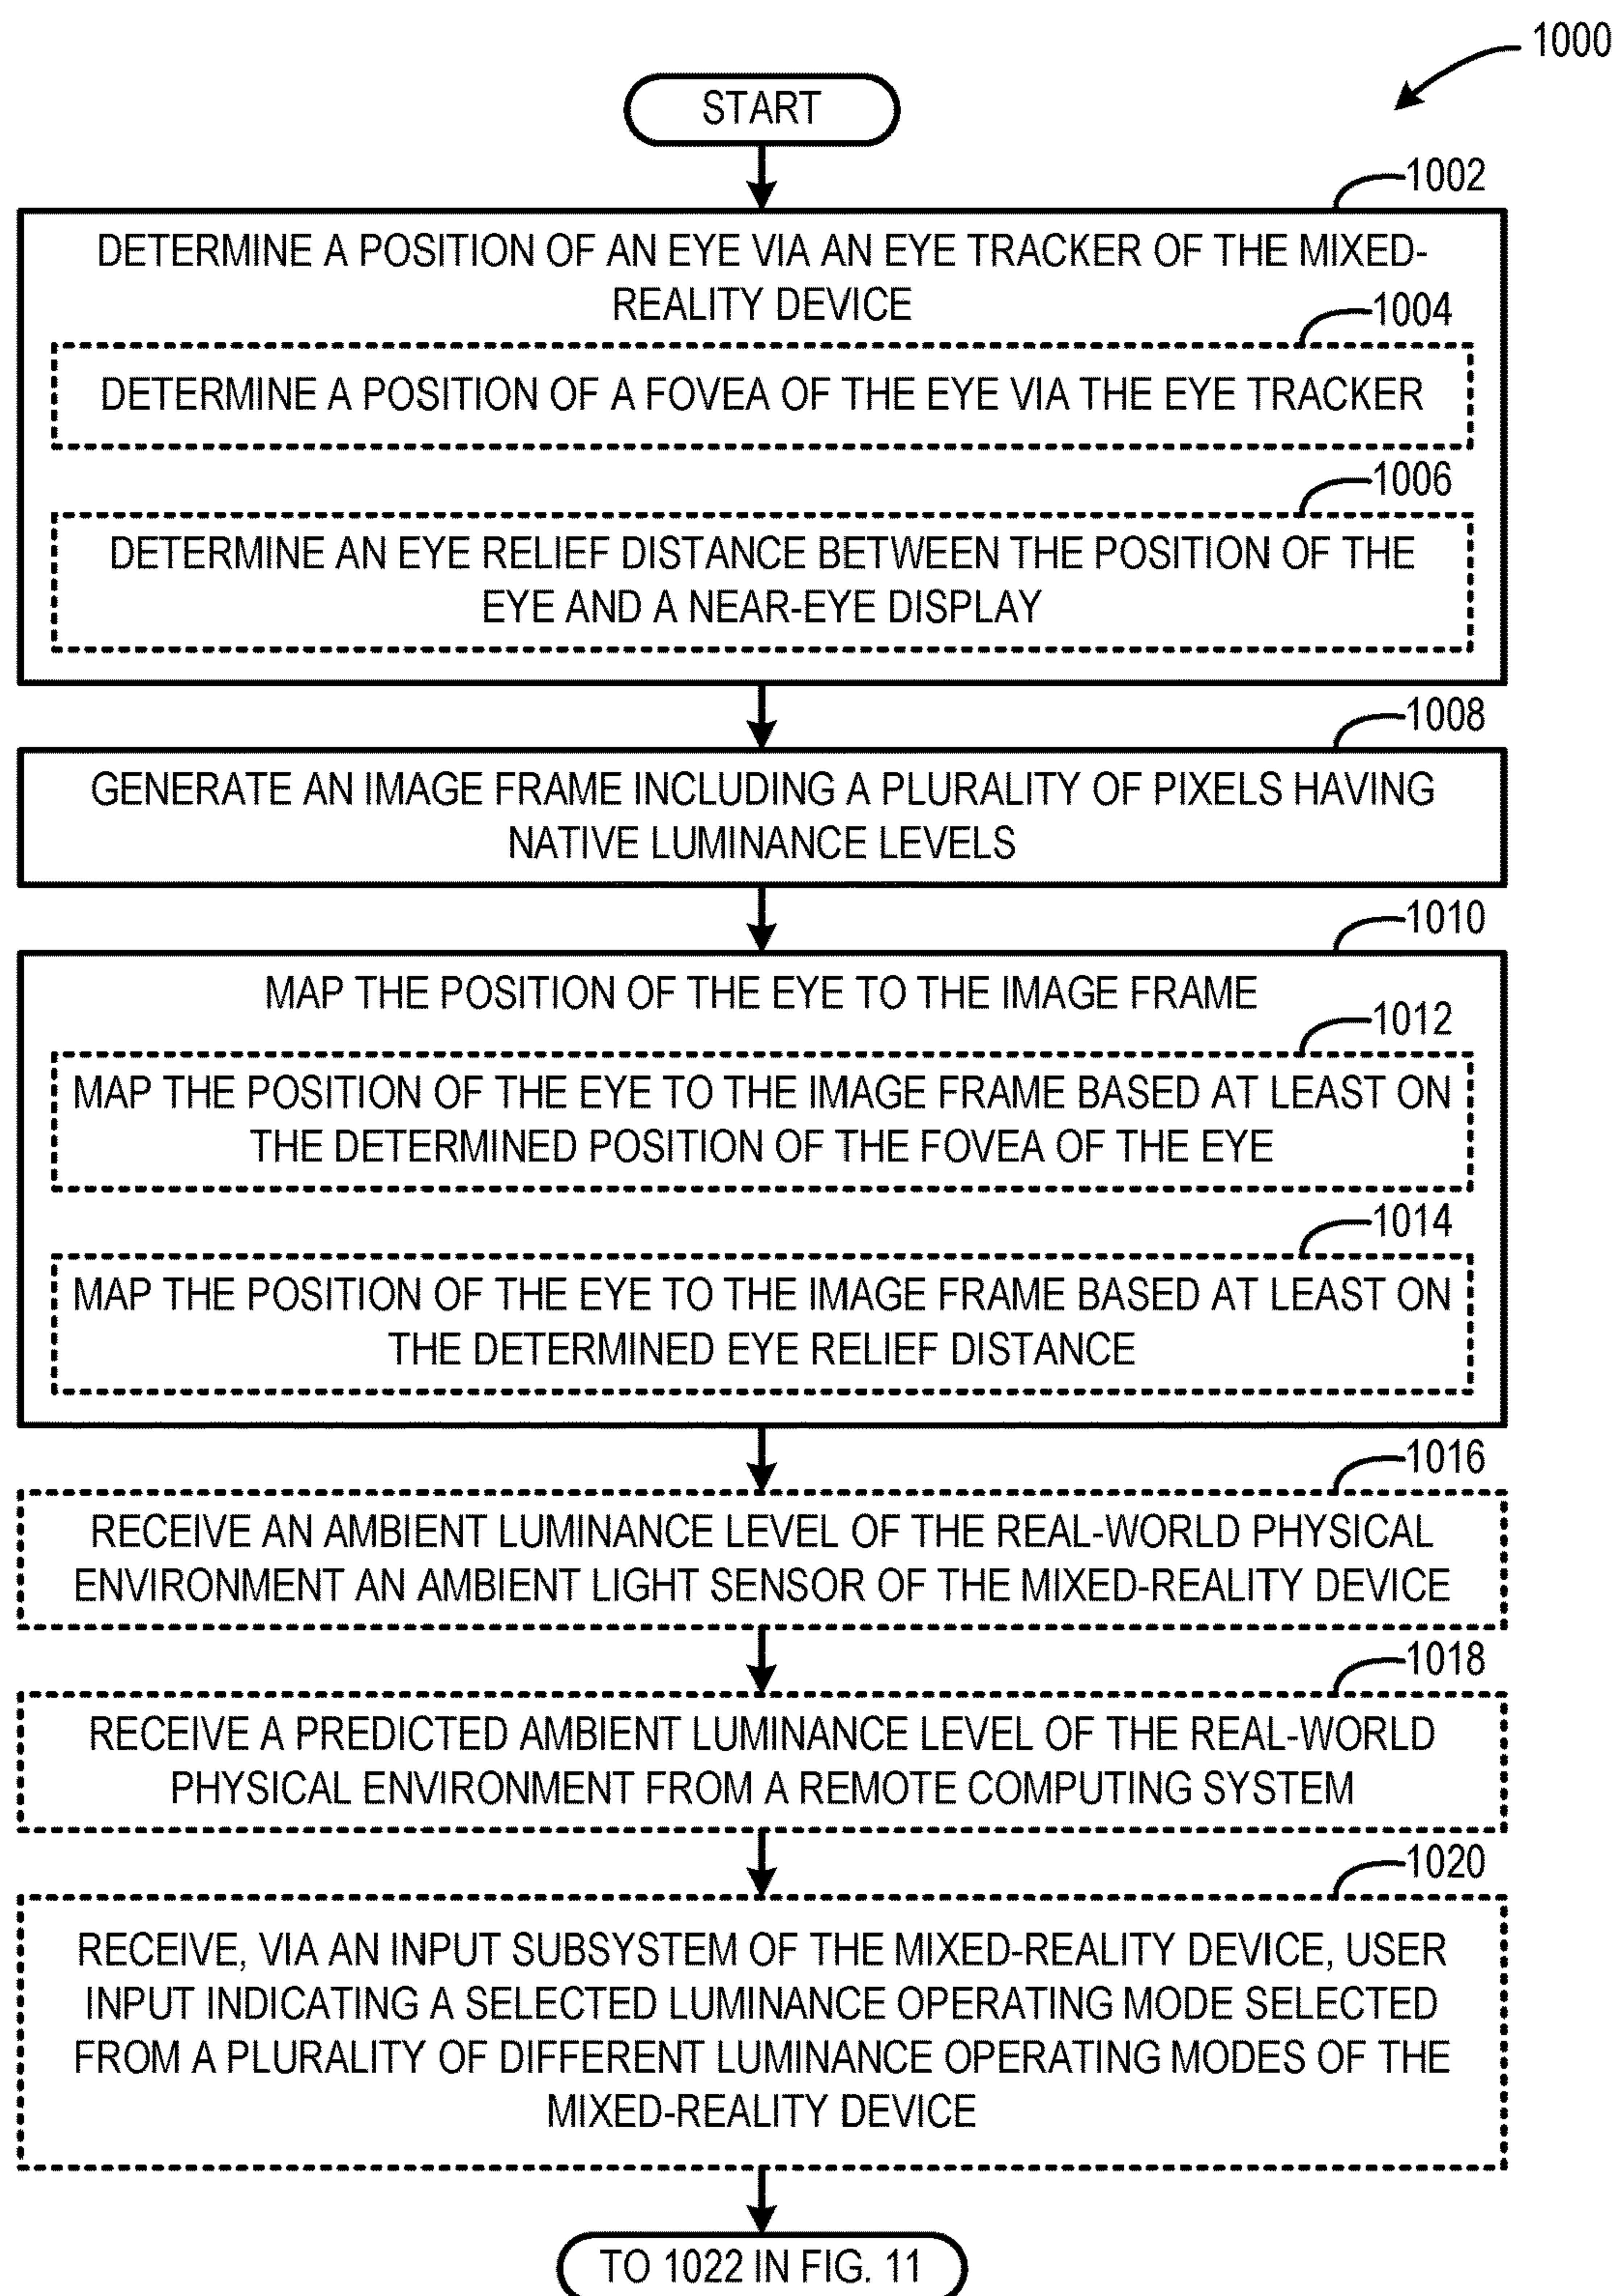 1000
START
1002
DETERMINE A POSITION OF AN EYE VIA AN EYE TRACKER OF THE MIXED-
REALITY DEVICE
1004
DETERMINE A POSITION OF A FOVEA OF THE EYE VIA THE EYE TRACKER
1006
DETERMINE AN EYE RELIEF DISTANCE BETWEEN THE POSITION OF THE
EYE AND A NEAR-EYE DISPLAY
1008
GENERATE AN IMAGE FRAME INCLUDING A PLURALITY OF PIXELS HAVING
NATIVE LUMINANCE LEVELS
1010
MAP THE POSITION OF THE EYE TO THE IMAGE FRAME
1012
MAP THE POSITION OF THE EYE TO THE IMAGE FRAME BASED AT LEAST ON
THE DETERMINED POSITION OF THE FOVEA OF THE EYE
1014
MAP THE POSITION OF THE EYE TO THE IMAGE FRAME BASED AT LEAST ON
THE DETERMINED EYE RELIEF DISTANCE
1016
RECEIVE AN AMBIENT LUMINANCE LEVEL OF THE REAL-WORLD PHYSICAL
ENVIRONMENT AN AMBIENT LIGHT SENSOR OF THE MIXED-REALITY DEVICE
1018
RECEIVE A PREDICTED AMBIENT LUMINANCE LEVEL OF THE REAL-WORLD
PHYSICAL ENVIRONMENT FROM A REMOTE COMPUTING SYSTEM
1020
RECEIVE, VIA AN INPUT SUBSYSTEM OF THE MIXED-REALITY DEVICE, USER
INPUT INDICATING A SELECTED LUMINANCE OPERATING MODE SELECTED
FROM A PLURALITY OF DIFFERENT LUMINANCE OPERATING MODES OF THE
MIXED-REALITY DEVICE
TO 1022 IN FIG. 11